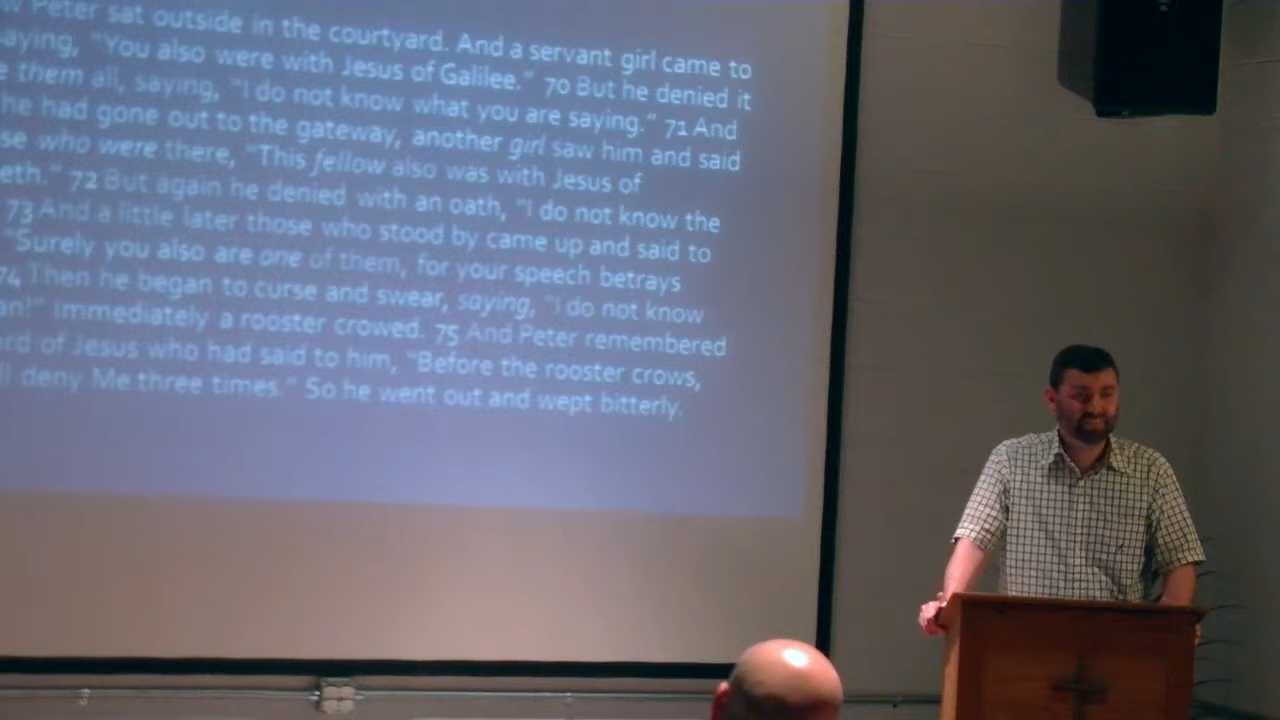 Peter sat outside in the courtyard. And a servant girl came to
saying, "You also were with Jesus of Galilee." 70 But he denied it
them all, saying, "I do not know what you are saying." 71 And
he had gone out to the gateway, another girl saw him and said
who were there, "This fellow also was with Jesus of
eth." 72 But again he denied with an oath, "I do not know the
73 And a little later those who stood by came up and said to
"Surely you also are one of them, for your speech betrays
74 Then he began to curse and swear, saying, "I do not know
an!" Immediately a rooster crowed. 75 And Peter remembered
rd of Jesus who had said to him, "Before the rooster crows,
deny Me three times." So he went out and wept bitterly.